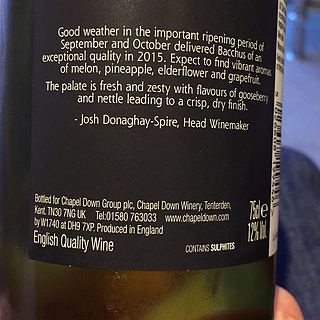 Good weather in the important ripening period of
September and October delivered Bacchus of an
exceptional quality in 2015. Expect to find vibrant aromas
of melon, pineapple, elderflower and grapefruit.
The palate is fresh and zesty with flavours of gooseberry
and nettle leading to a crisp, dry finish.
- Josh Donaghay-Spire, Head Winemaker
Bottled for Chapel Down Group plc, Chapel Down Winery, Tenterden,
Kent. TN30 7NG UK Tel:01580 763033 www.chapeldown.com
by W1740 at DH9 7XP. Produced in England
75cl e
12% Vol.
English Quality Wine
CONTAINS SULPHITES